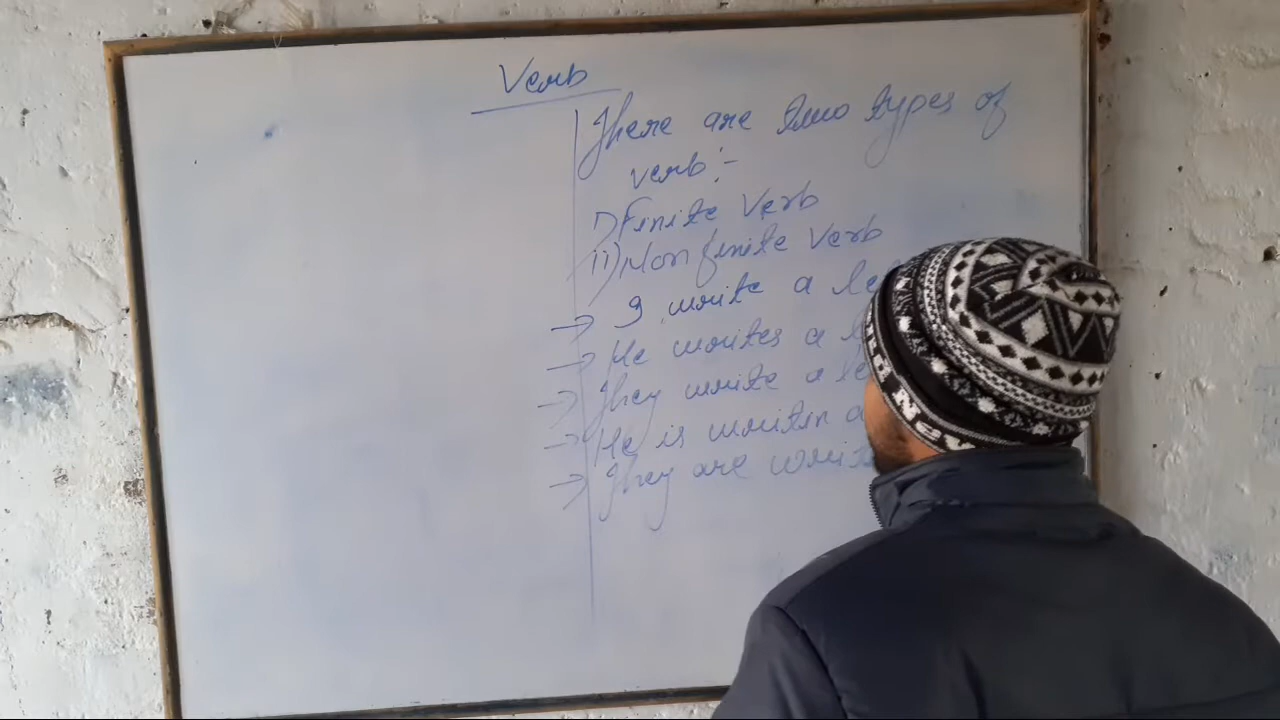 Verb
There are two types of
verb:-
i) Finite Verb
ii) Non finite verb
→ I write a le
→ He writes a l
→ They write a le
→ He is writin a
→ They are writ